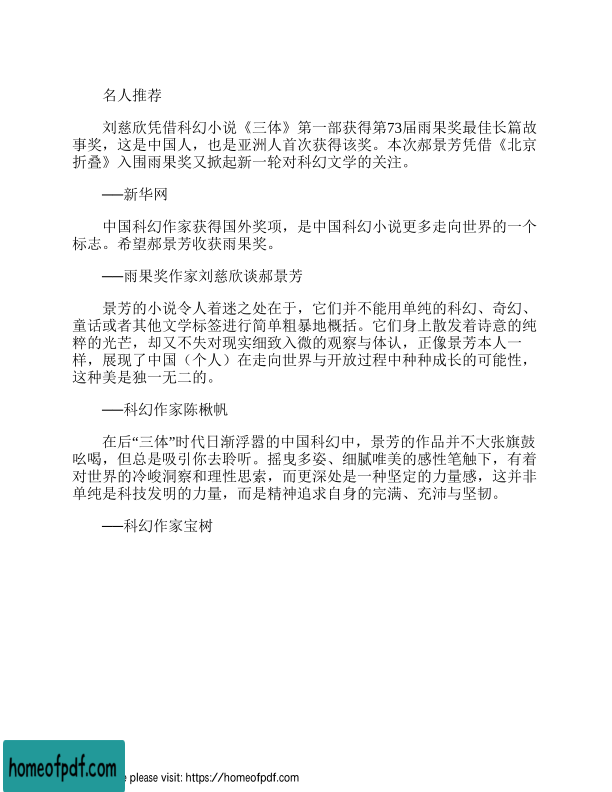 名人推荐
刘慈欣凭借科幻小说《三体》第一部获得第73届雨果奖最佳长篇故
事奖，这是中国人，也是亚洲人首次获得该奖。本次郝景芳凭借《北京
折叠》入围雨果奖又掀起新一轮对科幻文学的关注。
──新华网
中国科幻作家获得国外奖项，是中国科幻小说更多走向世界的一个
标志。希望郝景芳收获雨果奖。
──雨果奖作家刘慈欣谈郝景芳
景芳的小说令人着迷之处在于，它们并不能用单纯的科幻、奇幻、
童话或者其他文学标签进行简单粗暴地概括。它们身上散发着诗意的纯
粹的光芒，却又不失对现实细致入微的观察与体认，正像景芳本人一
样，展现了中国（个人）在走向世界与开放过程中种种成长的可能性，
这种美是独一无二的。
──科幻作家陈楸帆
在后“三体”时代日渐浮嚣的中国科幻中，景芳的作品并不大张旗鼓
吆喝，但总是吸引你去聆听。摇曳多姿、细腻唯美的感性笔触下，有着
对世界的冷峻洞察和理性思索，而更深处是一种坚定的力量感，这并非
单纯是科技发明的力量，而是精神追求自身的完满、充沛与坚韧。
──科幻作家宝树
homeofpdf.com
please visit: https://homeofpdf.com